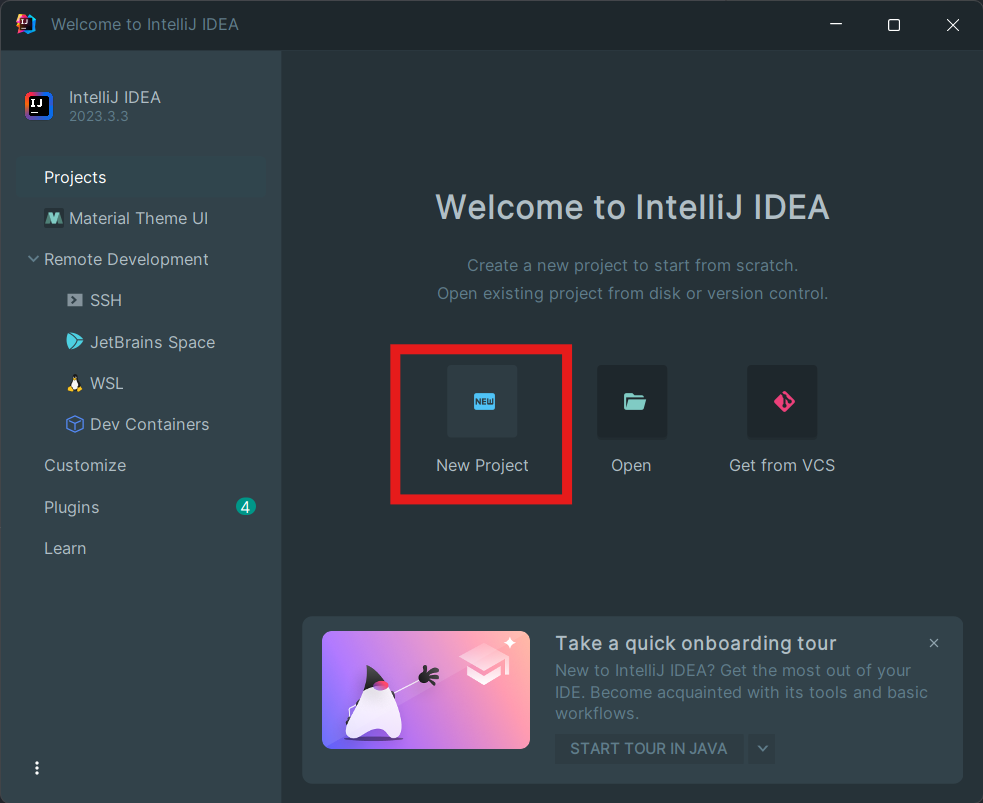 Welcome to IntelliJ IDEA
IJ
IntelliJ IDEA
2023.3.3
Projects
Material Theme UI
Remote Development
SSH
JetBrains Space
WSL
Dev Containers
Customize
Plugins 4
Learn
Welcome to IntelliJ IDEA
Create a new project to start from scratch.
Open existing project from disk or version control.
NEW
New Project
Open
Get from VCS
Take a quick onboarding tour
New to IntelliJ IDEA? Get the most out of your
IDE. Become acquainted with its tools and basic
workflows.
START TOUR IN JAVA